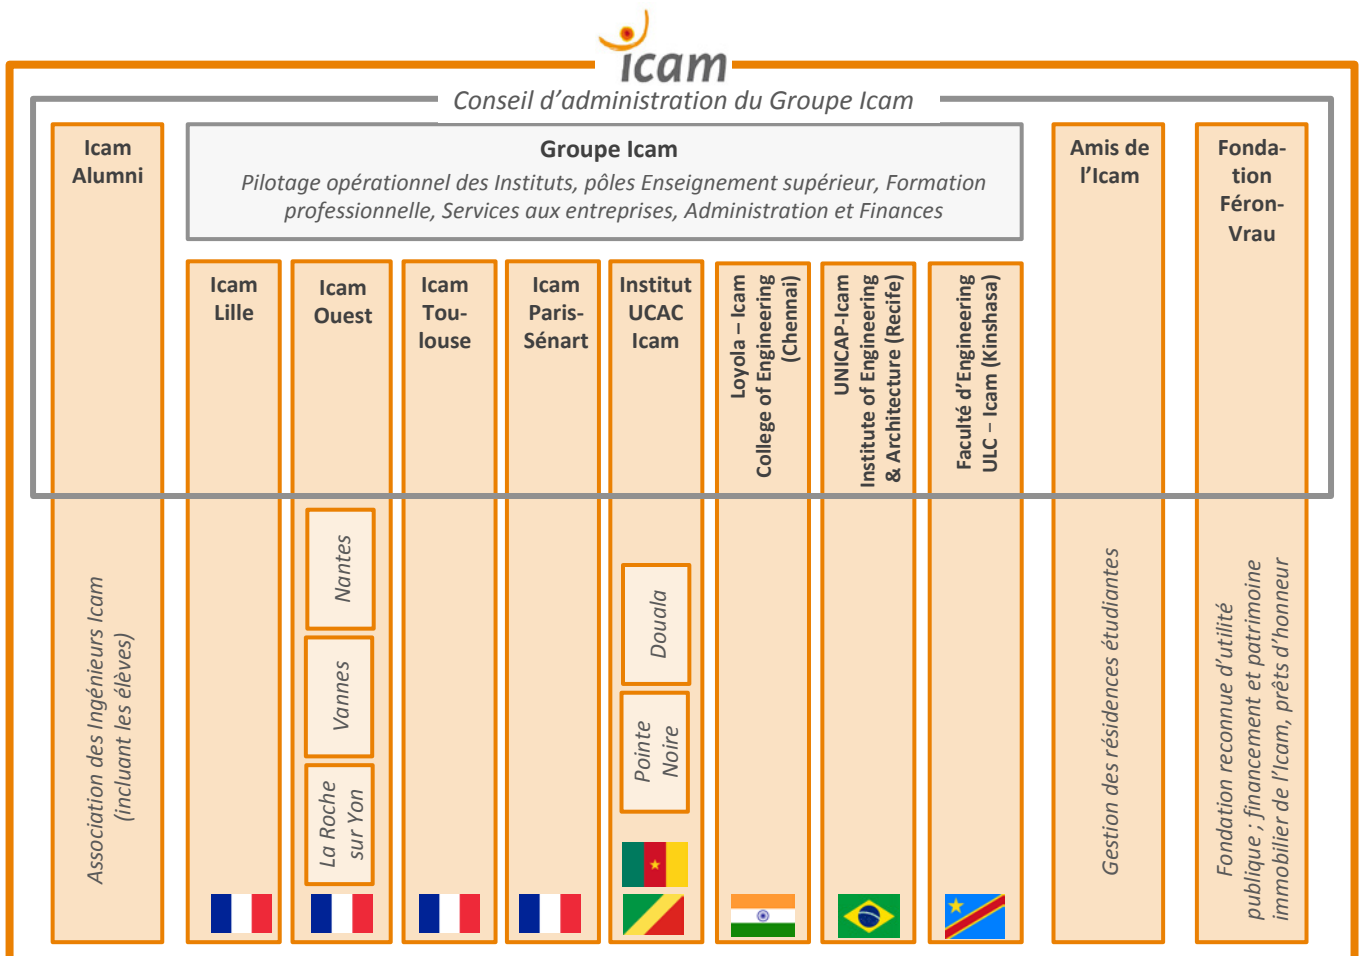 icam
Conseil d’administration du Groupe Icam
Icam
Alumni
Groupe Icam
Pilotage opérationnel des Instituts, pôles Enseignement supérieur, Formation
professionnelle, Services aux entreprises, Administration et Finances
Amis de
l’Icam
Fonda-
tion
Féron-
Vrau
Icam
Lille
Icam
Ouest
Icam
Tou-
louse
Icam
Paris-
Sénart
Institut
UCAC
Icam
Loyola – Icam
College of Engineering
(Chennai)
UNICAP-Icam
Institute of Engineering
& Architecture (Recife)
Faculté d’Engineering
ULC – Icam (Kinshasa)
Association des Ingénieurs Icam
(incluant les élèves)
Nantes
Vannes
La Roche
sur Yon
Douala
Pointe
Noire
Gestion des résidences étudiantes
Fondation reconnue d’utilité
publique ; financement et patrimoine
immobilier de l’Icam, prêts d’honneur